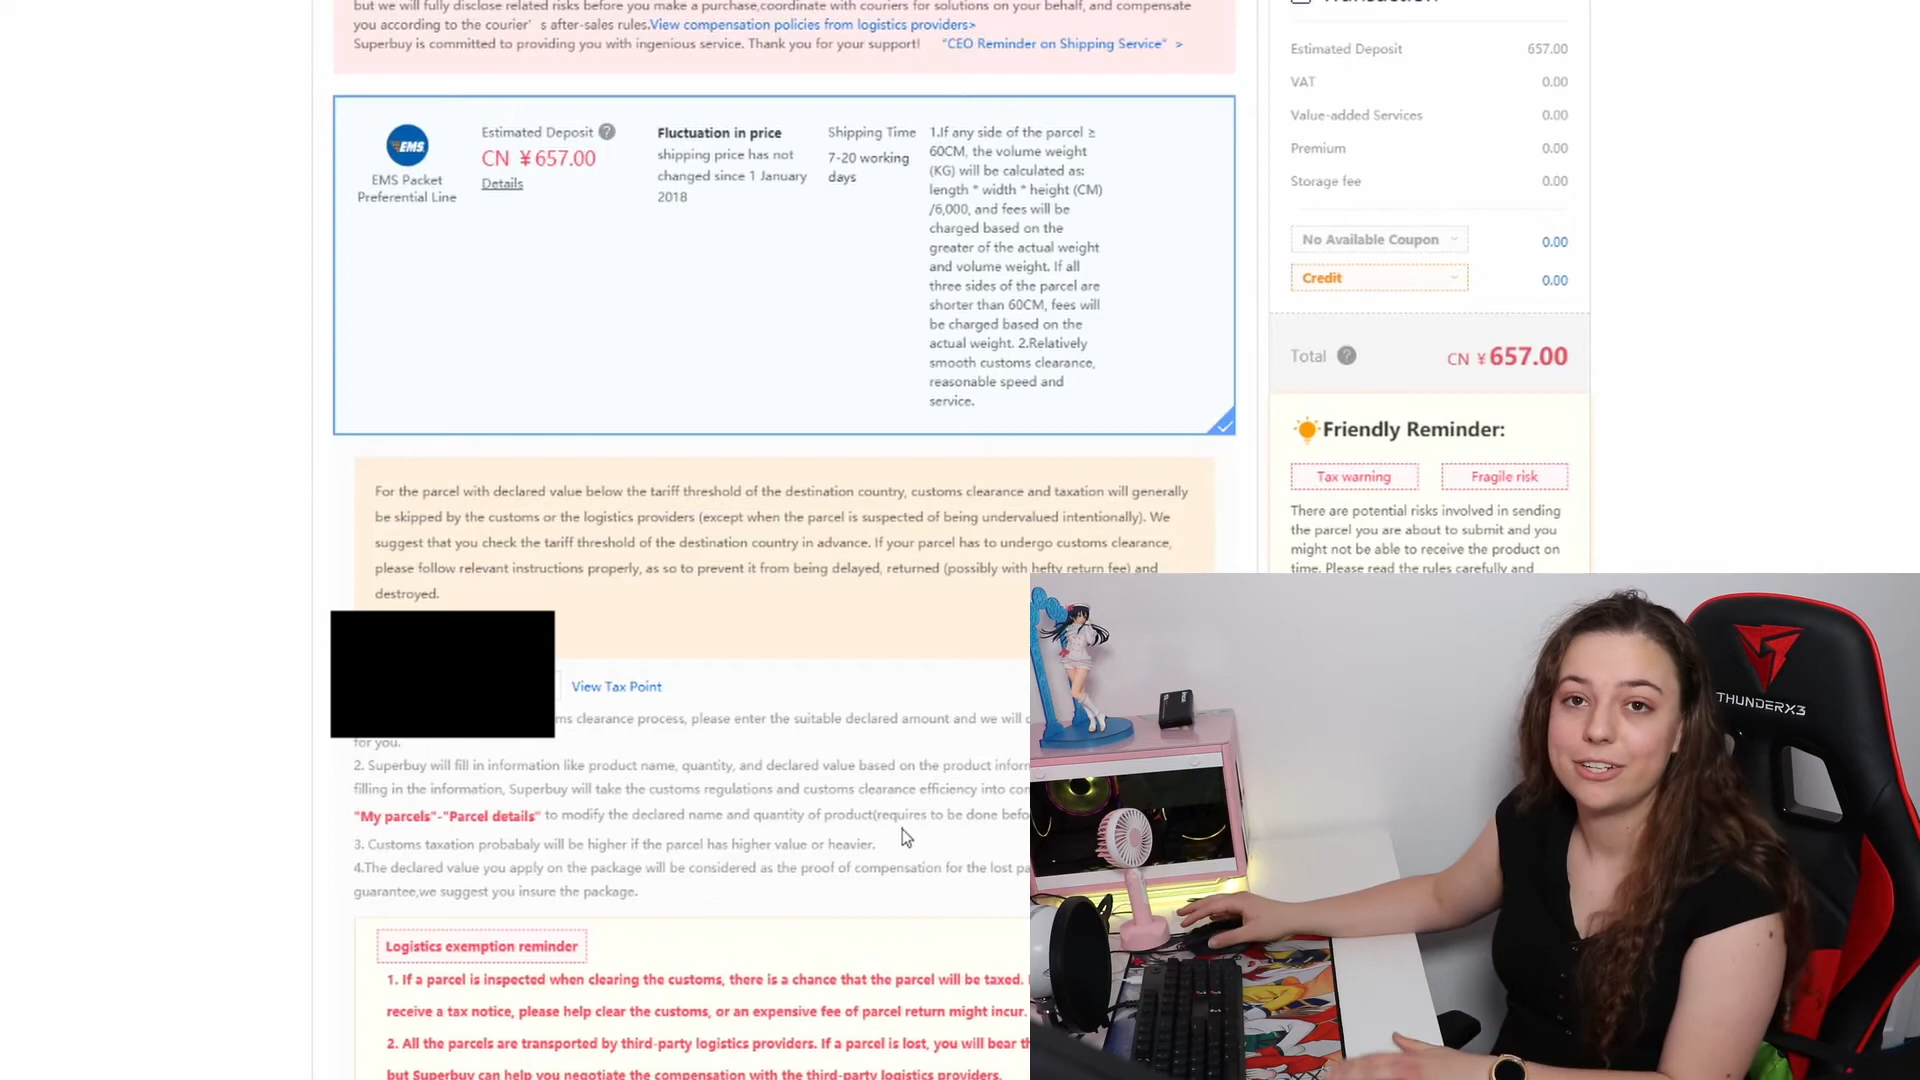 but we will fully disclose related risks before you make a purchase,coordinate with couriers for solutions on your behalf, and compensate
you according to the courier's after-sales rules.View compensation policies from logistics providers>
Superbuy is committed to providing you with ingenious service. Thank you for your support! "CEO Reminder on Shipping Service" >
EMS
EMS Packet
Preferential Line
Estimated Deposit ?
CN ¥657.00
Details
Fluctuation in price
shipping price has not
changed since 1 January
2018
Shipping Time
7-20 working
days
1.If any side of the parcel ≥
60CM, the volume weight
(KG) will be calculated as:
length * width * height (CM)
/6,000, and fees will be
charged based on the
greater of the actual weight
and volume weight. If all
three sides of the parcel are
shorter than 60CM, fees will
be charged based on the
actual weight. 2.Relatively
smooth customs clearance,
reasonable speed and
service.
For the parcel with declared value below the tariff threshold of the destination country, customs clearance and taxation will generally
be skipped by the customs or the logistics providers (except when the parcel is suspected of being undervalued intentionally). We
suggest that you check the tariff threshold of the destination country in advance. If your parcel has to undergo customs clearance,
please follow relevant instructions properly, as so to prevent it from being delayed, returned (possibly with hefty return fee) and
destroyed.
View Tax Point
ms clearance process, please enter the suitable declared amount and we will
for you.
2. Superbuy will fill in information like product name, quantity, and declared value based on the product
filling in the information, Superbuy will take the customs regulations and customs clearance efficiency into
"My parcels"-"Parcel details" to modify the declared name and quantity of product(requires to be done
3. Customs taxation probabaly will be higher if the parcel has higher value or heavier.
4.The declared value you apply on the package will be considered as the proof of compensation for the lost
guarantee,we suggest you insure the package.
Logistics exemption reminder
1. If a parcel is inspected when clearing the customs, there is a chance that the parcel will be taxed.
receive a tax notice, please help clear the customs, or an expensive fee of parcel return might incur.
2. All the parcels are transported by third-party logistics providers. If a parcel is lost, you will bear
but Superbuy can help you negotiate the compensation with the third-party logistics providers.
Estimated Deposit 657.00
VAT 0.00
Value-added Services 0.00
Premium 0.00
Storage fee 0.00
No Available Coupon 0.00
Credit 0.00
Total ? CN ¥657.00
Friendly Reminder:
Tax warning Fragile risk
There are potential risks involved in sending
the parcel you are about to submit and you
might not be able to receive the product on
time. Please read the rules carefully and
THUNDERX3